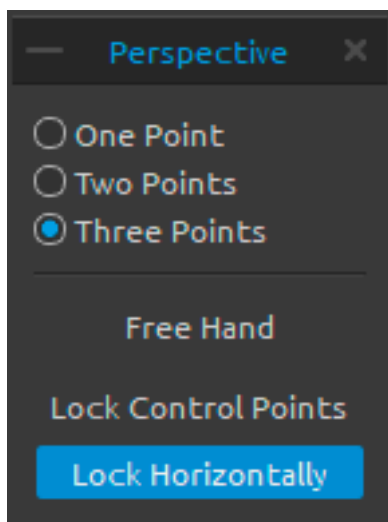 Perspective
One Point
Two Points
Three Points
Free Hand
Lock Control Points
Lock Horizontally